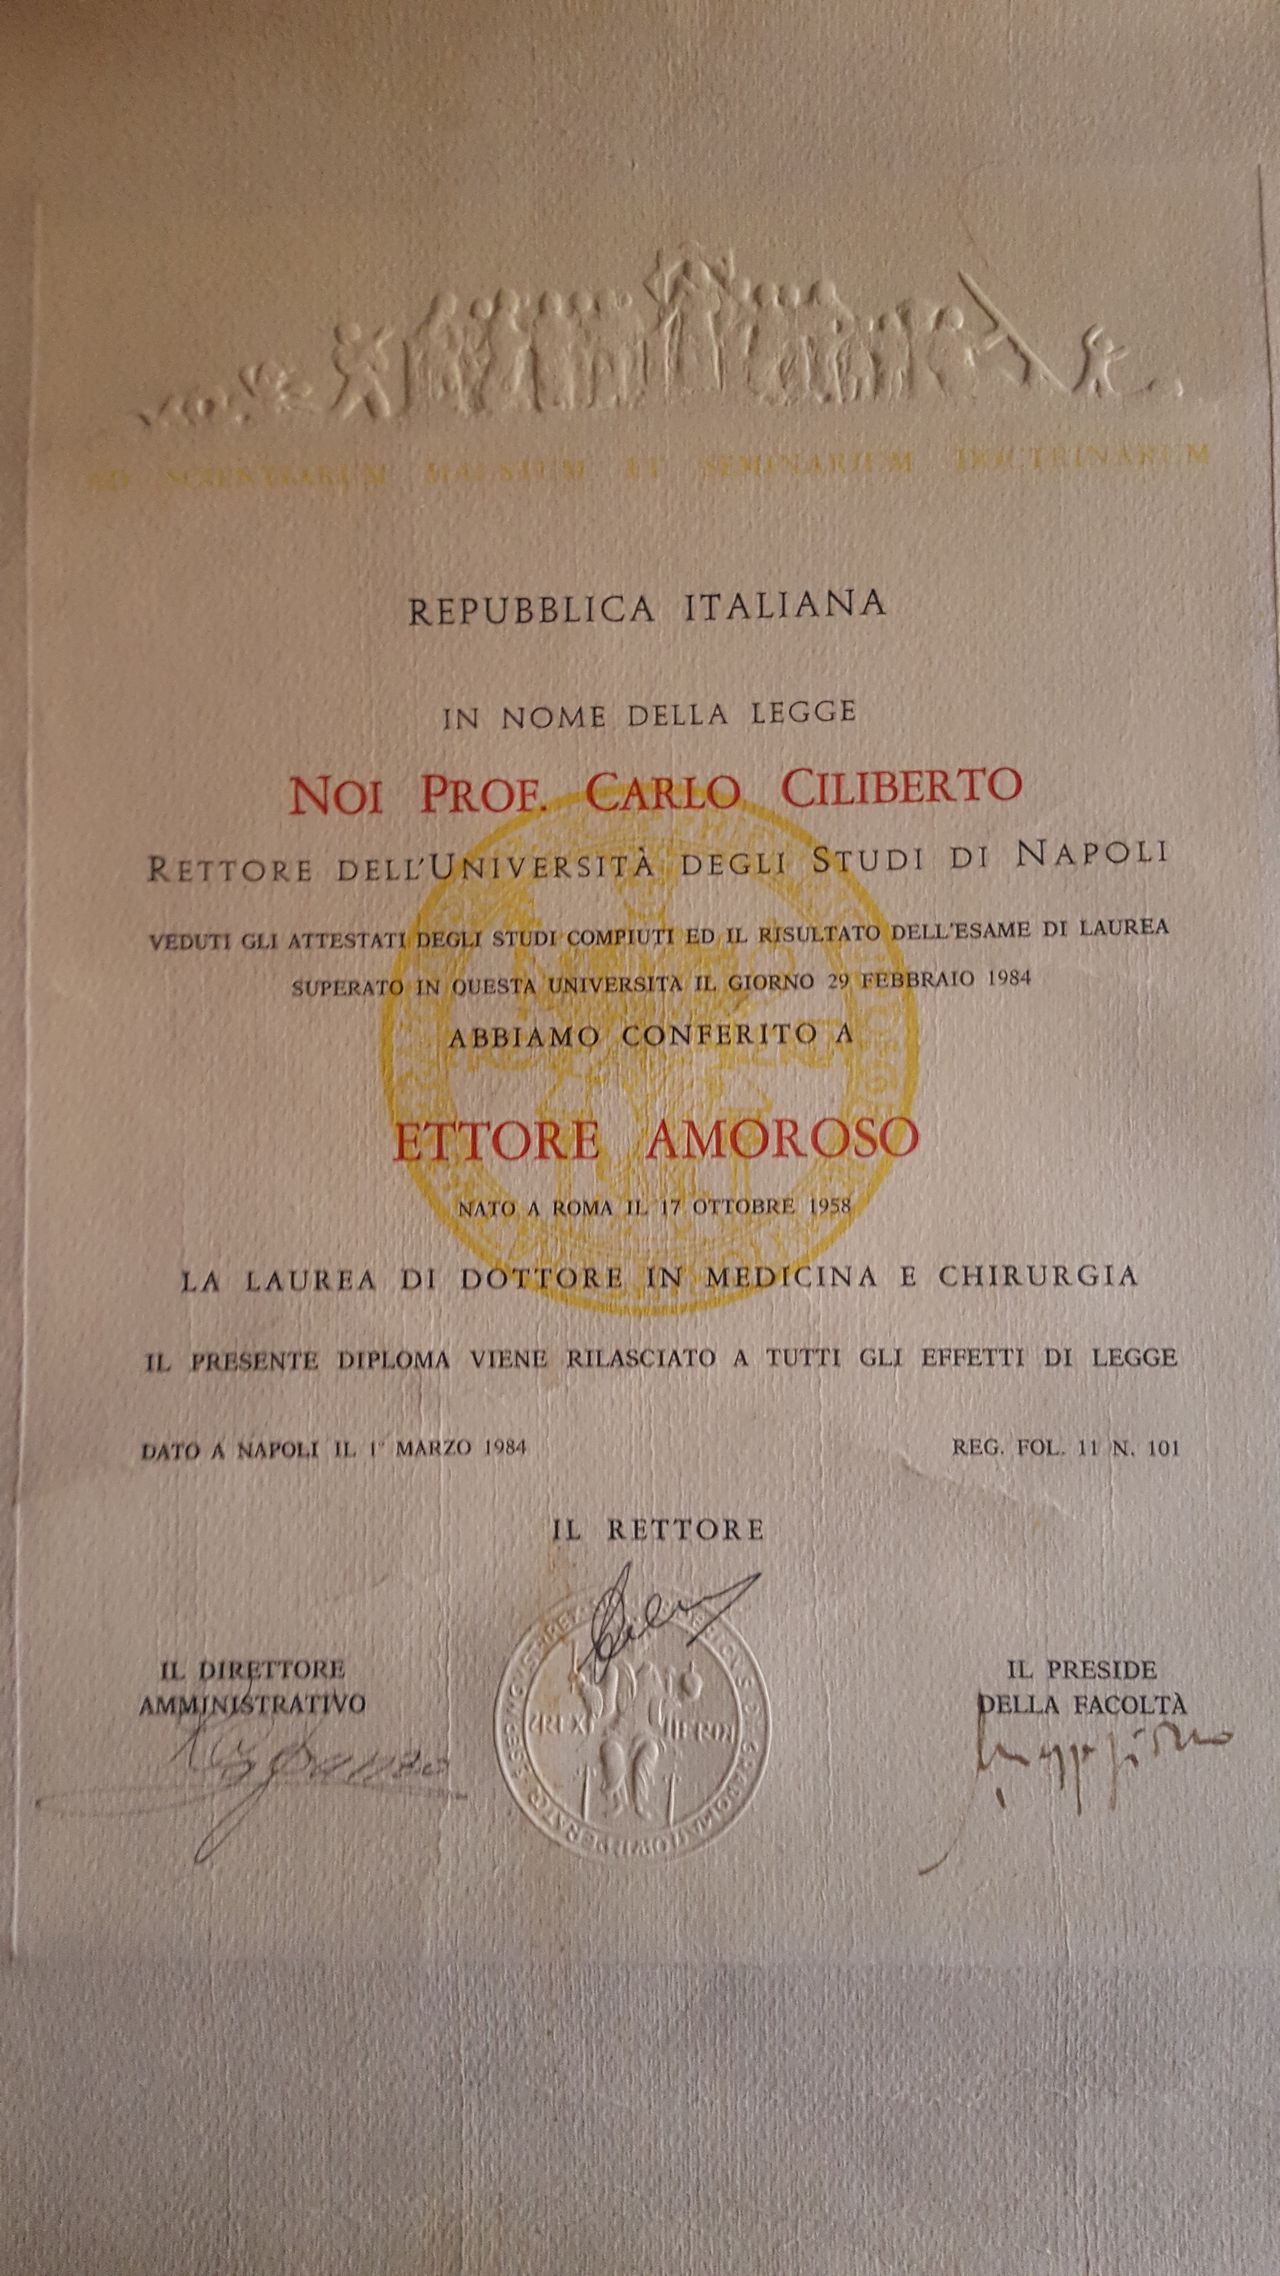 AD SCIENTIARUM HAUSTUM ET SEMINARIUM DOCTRINARUM
REPUBBLICA ITALIANA
IN NOME DELLA LEGGE
NOI PROF. CARLO CILIBERTO
RETTORE DELL'UNIVERSITÀ DEGLI STUDI DI NAPOLI
VEDUTI GLI ATTESTATI DEGLI STUDI COMPIUTI ED IL RISULTATO DELL'ESAME DI LAUREA
SUPERATO IN QUESTA UNIVERSITÀ IL GIORNO 29 FEBBRAIO 1984
ABBIAMO CONFERITO A
ETTORE AMOROSO
NATO A ROMA IL 17 OTTOBRE 1958
LA LAUREA DI DOTTORE IN MEDICINA E CHIRURGIA
IL PRESENTE DIPLOMA VIENE RILASCIATO A TUTTI GLI EFFETTI DI LEGGE
DATO A NAPOLI IL 1° MARZO 1984 REG. FOL. 11 N. 101
IL RETTORE
IL DIRETTORE
AMMINISTRATIVO
IL PRESIDE
DELLA FACOLTÀ